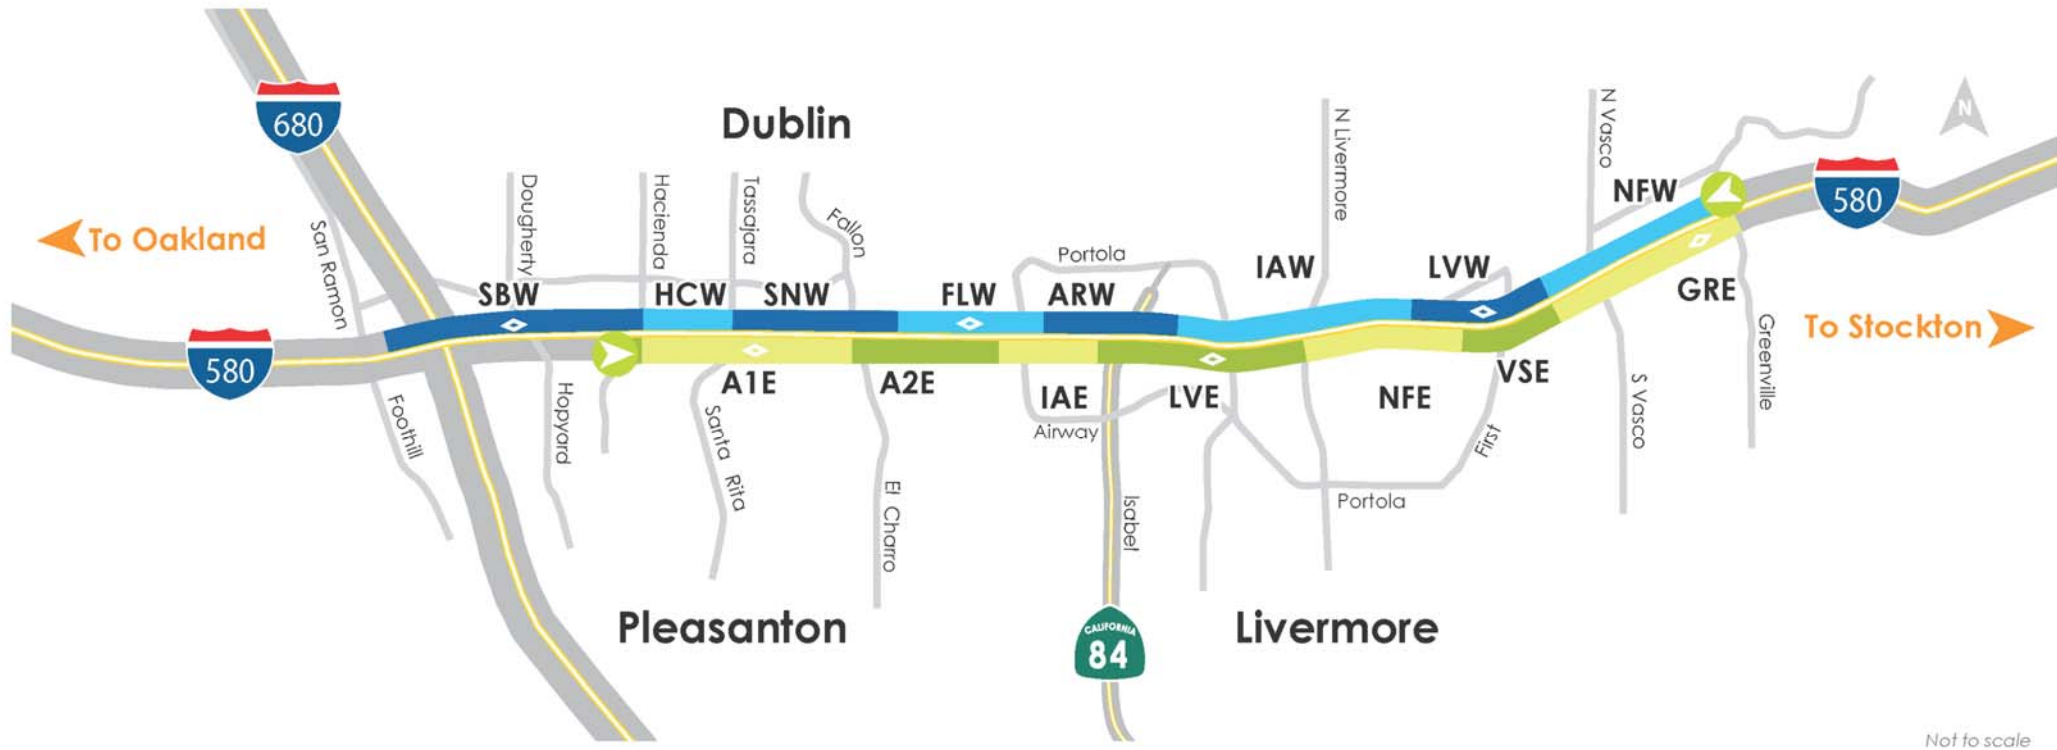 680
Dublin
N
To Oakland
San Ramon
Dougherty
Hacienda
Tassajara
Fallon
Portola
N Livermore
N Vasco
NFW
580
SBW
HCW
SNW
FLW
ARW
IAW
LVW
GRE
To Stockton
580
A1E
A2E
IAE
LVE
NFE
VSE
Foothill
Hopyard
Santa Rita
El Charro
Airway
Isabel
Portola
First
S Vasco
Greenville
Pleasanton
CALIFORNIA
84
Livermore
Not to scale